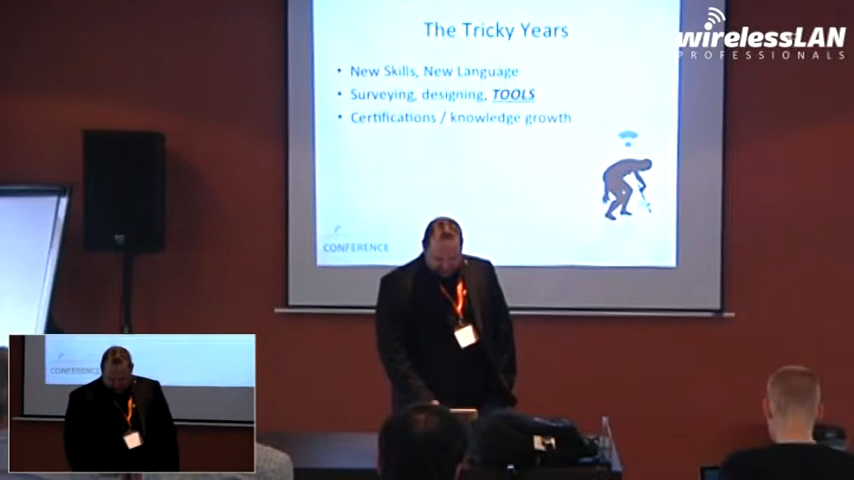 The Tricky Years
wirelessLAN
PROFESSIONALS
• New Skills, New Language
• Surveying, designing, TOOLS
• Certifications / knowledge growth
CONFERENCE
CONFERENCE